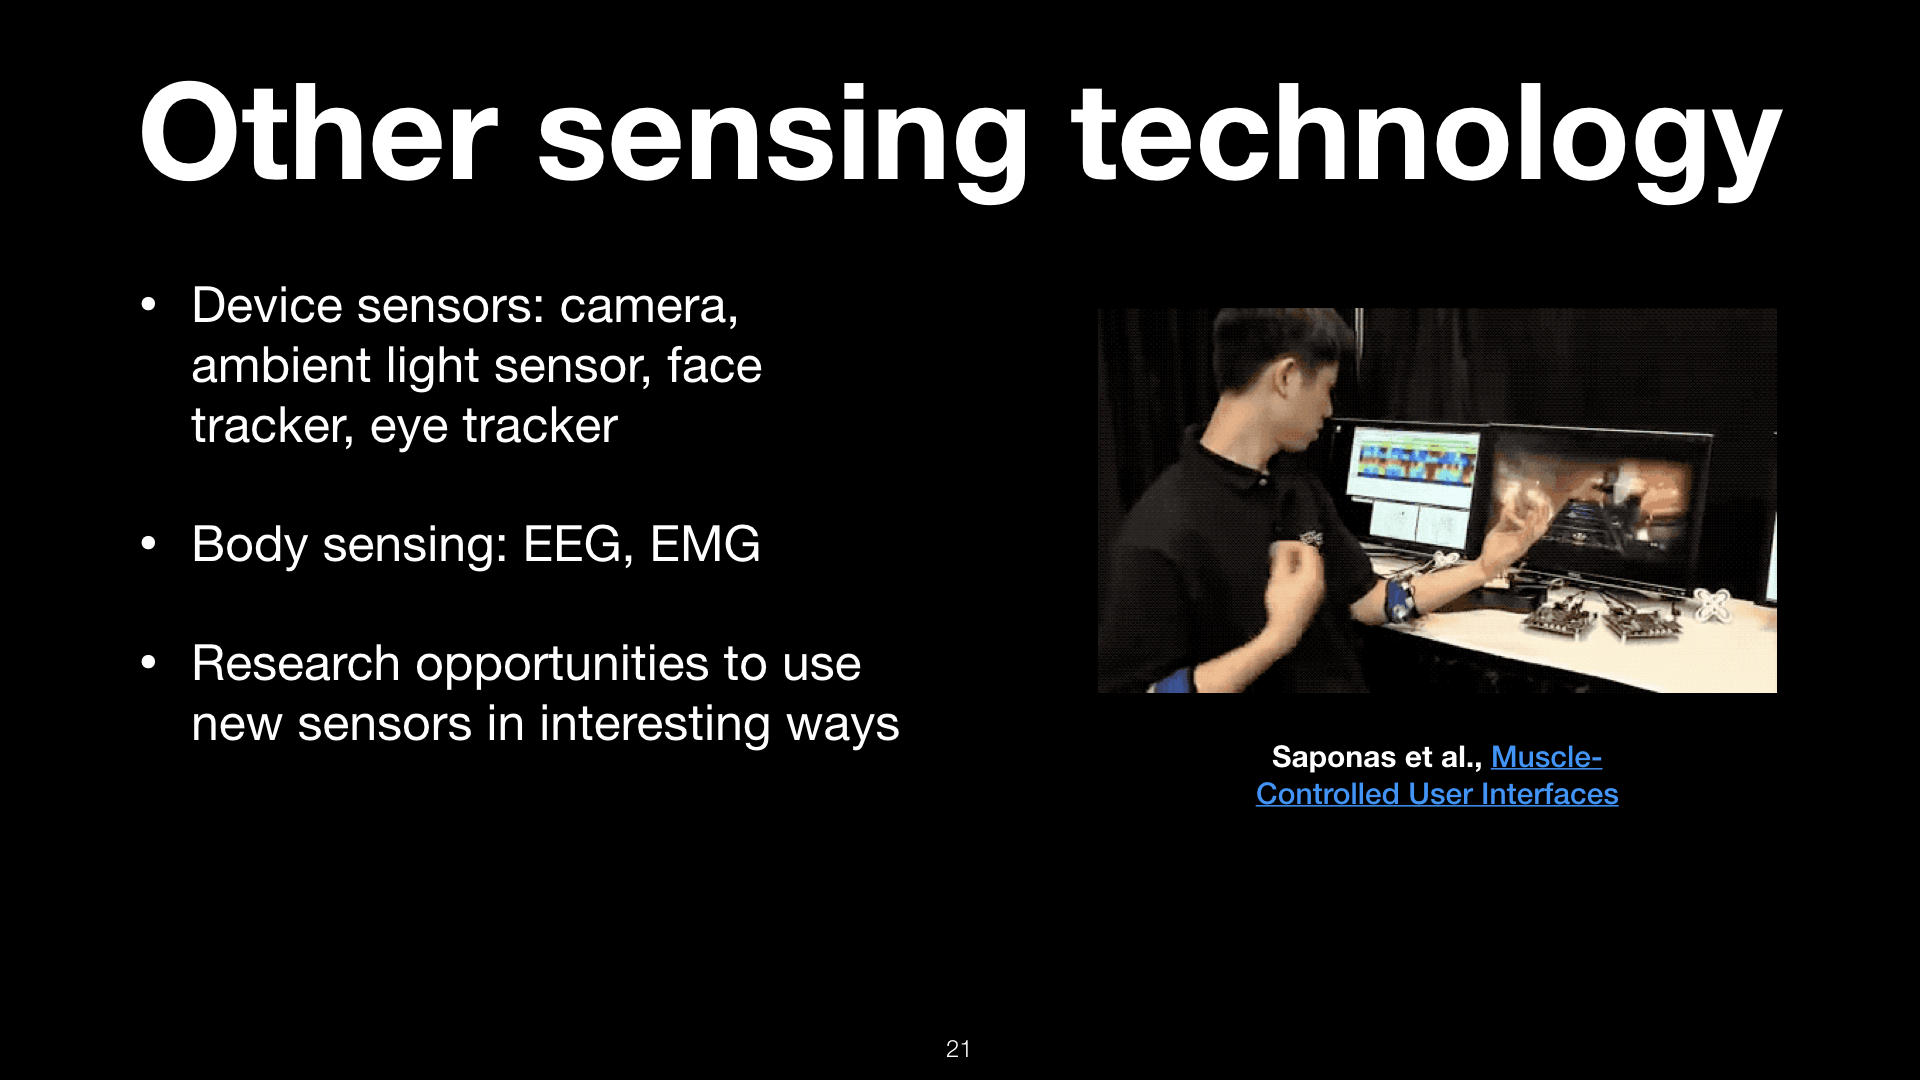 Other sensing technology
• Device sensors: camera,
ambient light sensor, face
tracker, eye tracker
• Body sensing: EEG, EMG
• Research opportunities to use
new sensors in interesting ways
Saponas et al., Muscle-
Controlled User Interfaces
21